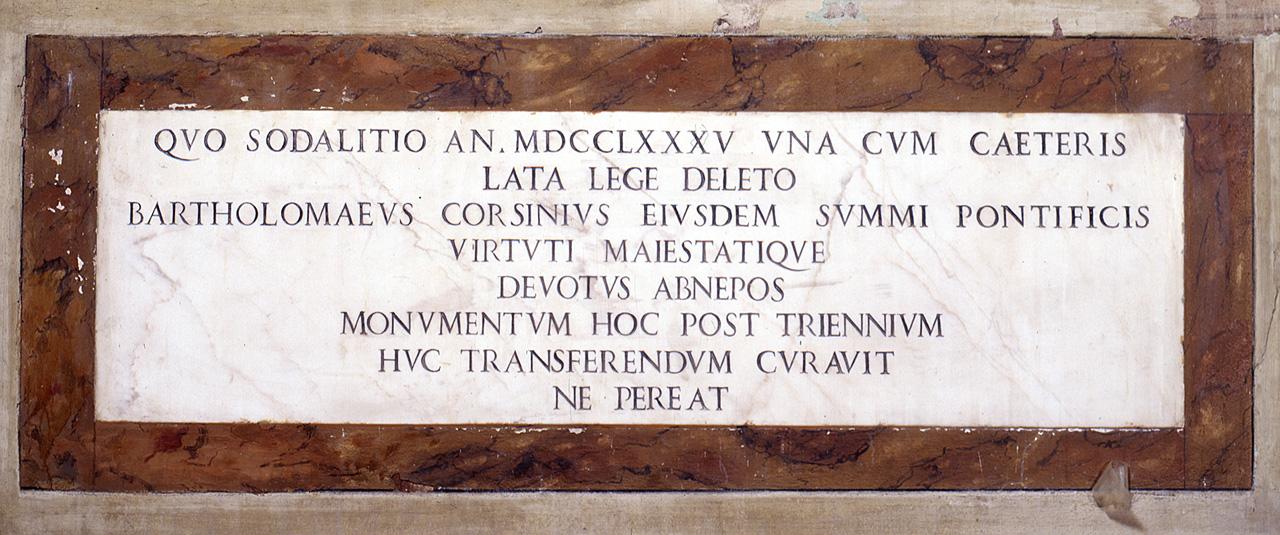 QVO SODALITIO AN. MDCCLXXXV VNA CVM CAETERIS
LATA LEGE DELETO
BARTHOLOMAEVS CORSINIVS EIVSDEM SVMMI PONTIFICIS
VIRTVTI MAIESTATIQVE
DEVOTVS ABNEPOS
MONVMENTVM HOC POST TRIENNIVM
HVC TRANSFERENDVM CVRAVIT
NE PEREAT